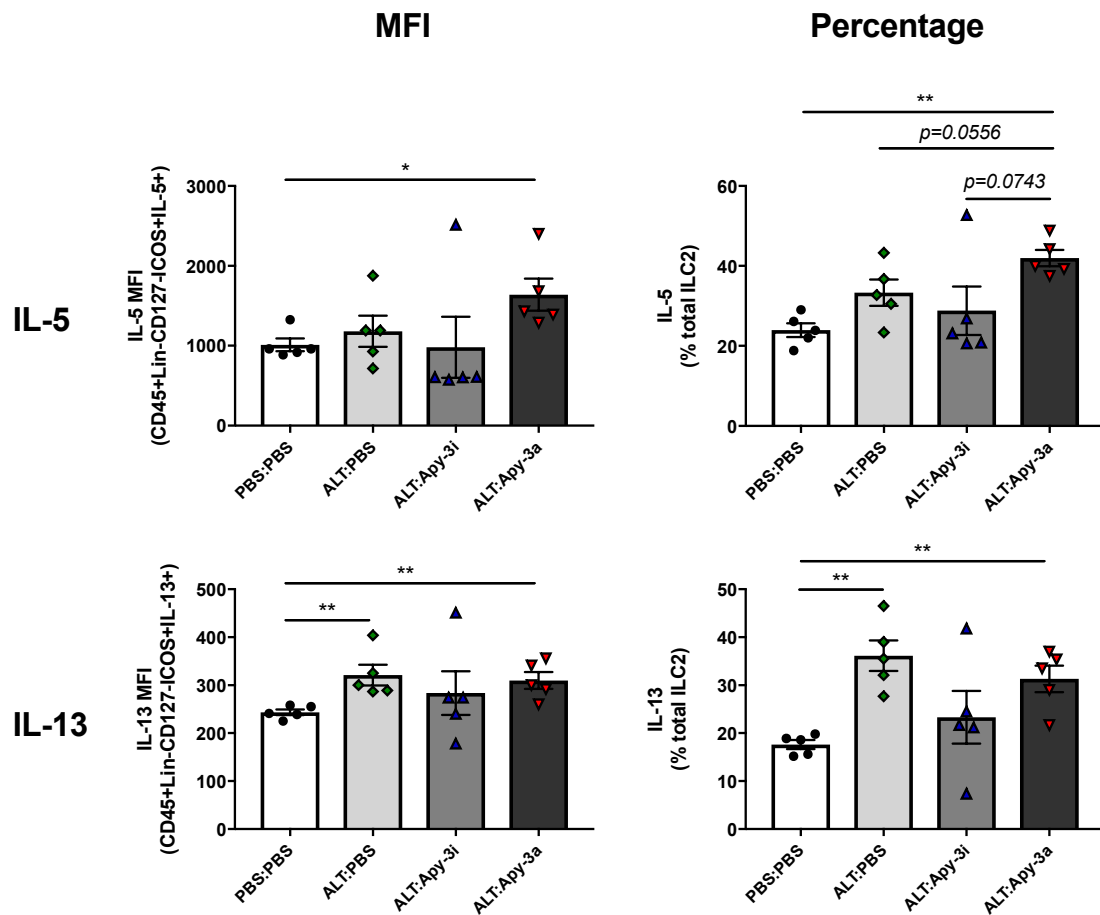 MFI
Percentage
IL-5
IL-5 MFI
(CD45+Lin-CD127-ICOS+IL-5+)
3000
2000
1000
0
*
PBS:PBS
ALT:PBS
ALT:Apy-3i
ALT:Apy-3a
IL-5
(% total ILC2)
60
40
20
0
**
p=0.0556
p=0.0743
PBS:PBS
ALT:PBS
ALT:Apy-3i
ALT:Apy-3a
IL-13
IL-13 MFI
(CD45+Lin-CD127-ICOS+IL-13+)
500
400
300
200
100
0
**
**
PBS:PBS
ALT:PBS
ALT:Apy-3i
ALT:Apy-3a
IL-13
(% total ILC2)
50
40
30
20
10
0
**
**
PBS:PBS
ALT:PBS
ALT:Apy-3i
ALT:Apy-3a